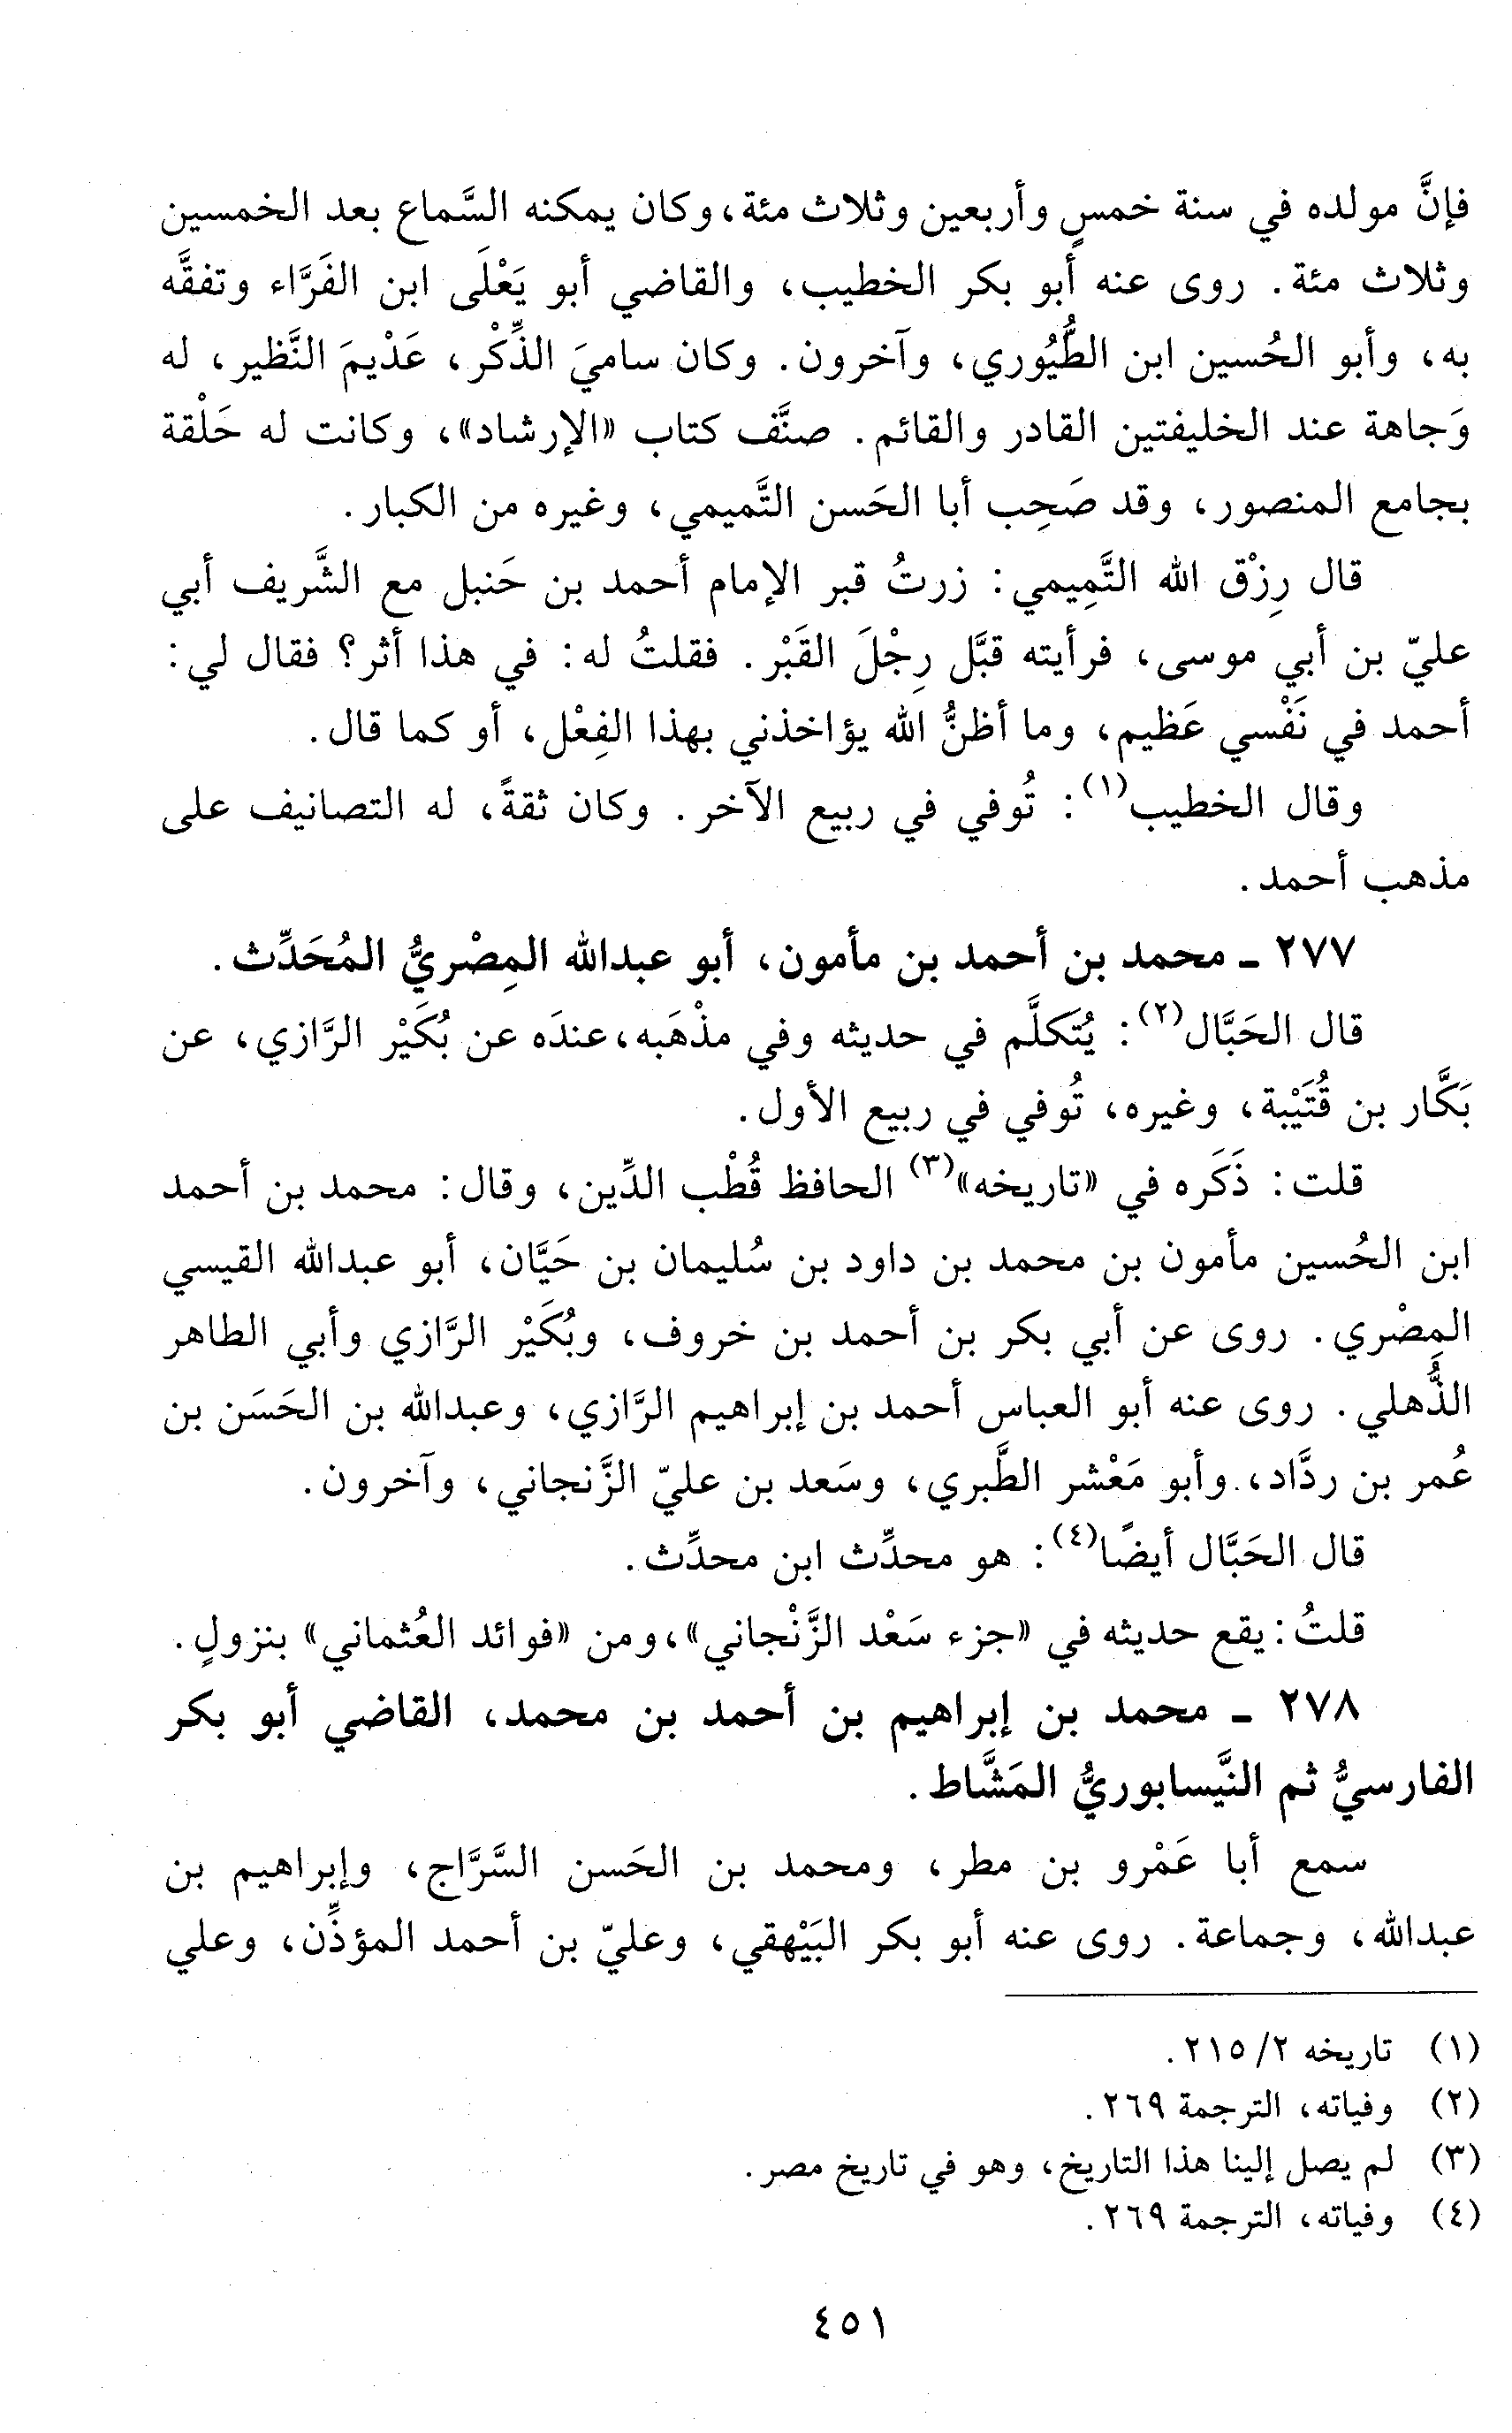 فإنَّ مولده في سنة خمسٍ وأربعين وثلاث مئة، وكان يمكنه السَّماع بعد الخمسين
وثلاث مئة. روى عنه أبو بكر الخطيب، والقاضي أبو يَعْلَى ابن الفَرَّاء وتفقَّه
به، وأبو الحُسين ابن الطُّيُوري، وآخرون. وكان ساميَ الذِّكْر، عَدْيمَ النَّظير، له
وَجاهة عند الخليفتين القادر والقائم. صنَّف كتاب «الإرشاد»، وكانت له حَلْقة
بجامع المنصور، وقد صَحِب أبا الحَسن التَّميمي، وغيره من الكبار.
قال رِزْق الله التَّمِيمي: زرتُ قبر الإمام أحمد بن حَنبل مع الشَّريف أبي
عليّ بن أبي موسى، فرأيته قبَّل رِجْلَ القَبْر. فقلتُ له: في هذا أثر؟ فقال لي:
أحمد في نَفْسي عَظيم، وما أظنُّ الله يؤاخذني بهذا الفِعْل، أو كما قال.
وقال الخطيب(١): تُوفي في ربيع الآخر. وكان ثقةً، له التصانيف على
مذهب أحمد.
٢٧٧ ـ محمد بن أحمد بن مأمون، أبو عبدالله المِصْريُّ المُحَدِّث.
قال الحَبَّال(٢): يُتَكلَّم في حديثه وفي مذْهَبه، عندَه عن بُكَيْر الرَّازي، عن
بَكَّار بن قُتَيْبة، وغيره، تُوفي في ربيع الأول.
قلت: ذَكَره في «تاريخه»(٣) الحافظ قُطْب الدِّين، وقال: محمد بن أحمد
ابن الحُسين مأمون بن محمد بن داود بن سُليمان بن حَيَّان، أبو عبدالله القيسي
المِصْري. روى عن أبي بكر بن أحمد بن خروف، وبُكَيْر الرَّازي وأبي الطاهر
الذُّهلي. روى عنه أبو العباس أحمد بن إبراهيم الرَّازي، وعبدالله بن الحَسَن بن
عُمر بن ردَّاد، وأبو مَعْشر الطَّبري، وسَعد بن عليّ الزَّنجاني، وآخرون.
قال الحَبَّال أيضًا(٤): هو محدِّث ابن محدِّث.
قلتُ: يقع حديثه في «جزء سَعْد الزَّنْجاني»، ومن «فوائد العُثماني» بنزولٍ.
٢٧٨ ـ محمد بن إبراهيم بن أحمد بن محمد، القاضي أبو بكر
الفارسيُّ ثم النَّيسابوريُّ المَشَّاط.
سمع أبا عَمْرو بن مطر، ومحمد بن الحَسن السَّرَّاج، وإبراهيم بن
عبدالله، وجماعة. روى عنه أبو بكر البَيْهقي، وعليّ بن أحمد المؤذِّن، وعلي
(١) تاريخه ٢/ ٢١٥.
(٢) وفياته، الترجمة ٢٦٩.
(٣) لم يصل إلينا هذا التاريخ، وهو في تاريخ مصر.
(٤) وفياته، الترجمة ٢٦٩.
٤٥١